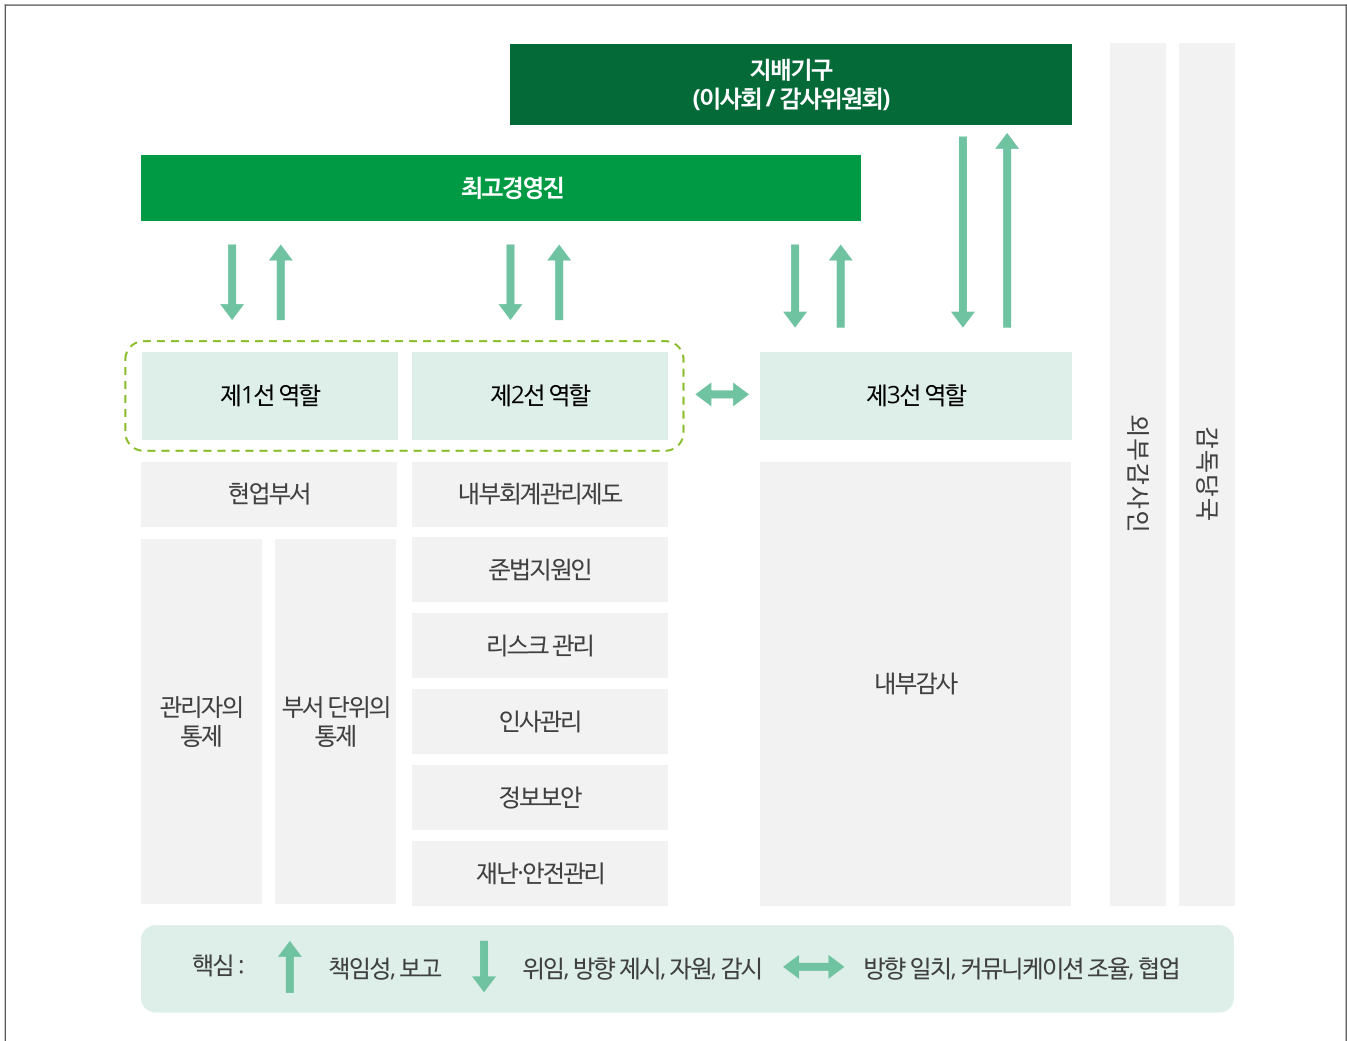 지배기구
(이사회 / 감사위원회)
최고경영진
제1선 역할
제2선 역할
제3선 역할
현업부서
관리자의
통제
부서 단위의
통제
내부회계관리제도
준법지원인
리스크 관리
인사관리
정보보안
재난·안전관리
내부감사
외부감사인
감독당국
핵심 :
책임성, 보고
위임, 방향 제시, 자원, 감시
방향 일치, 커뮤니케이션 조율, 협업